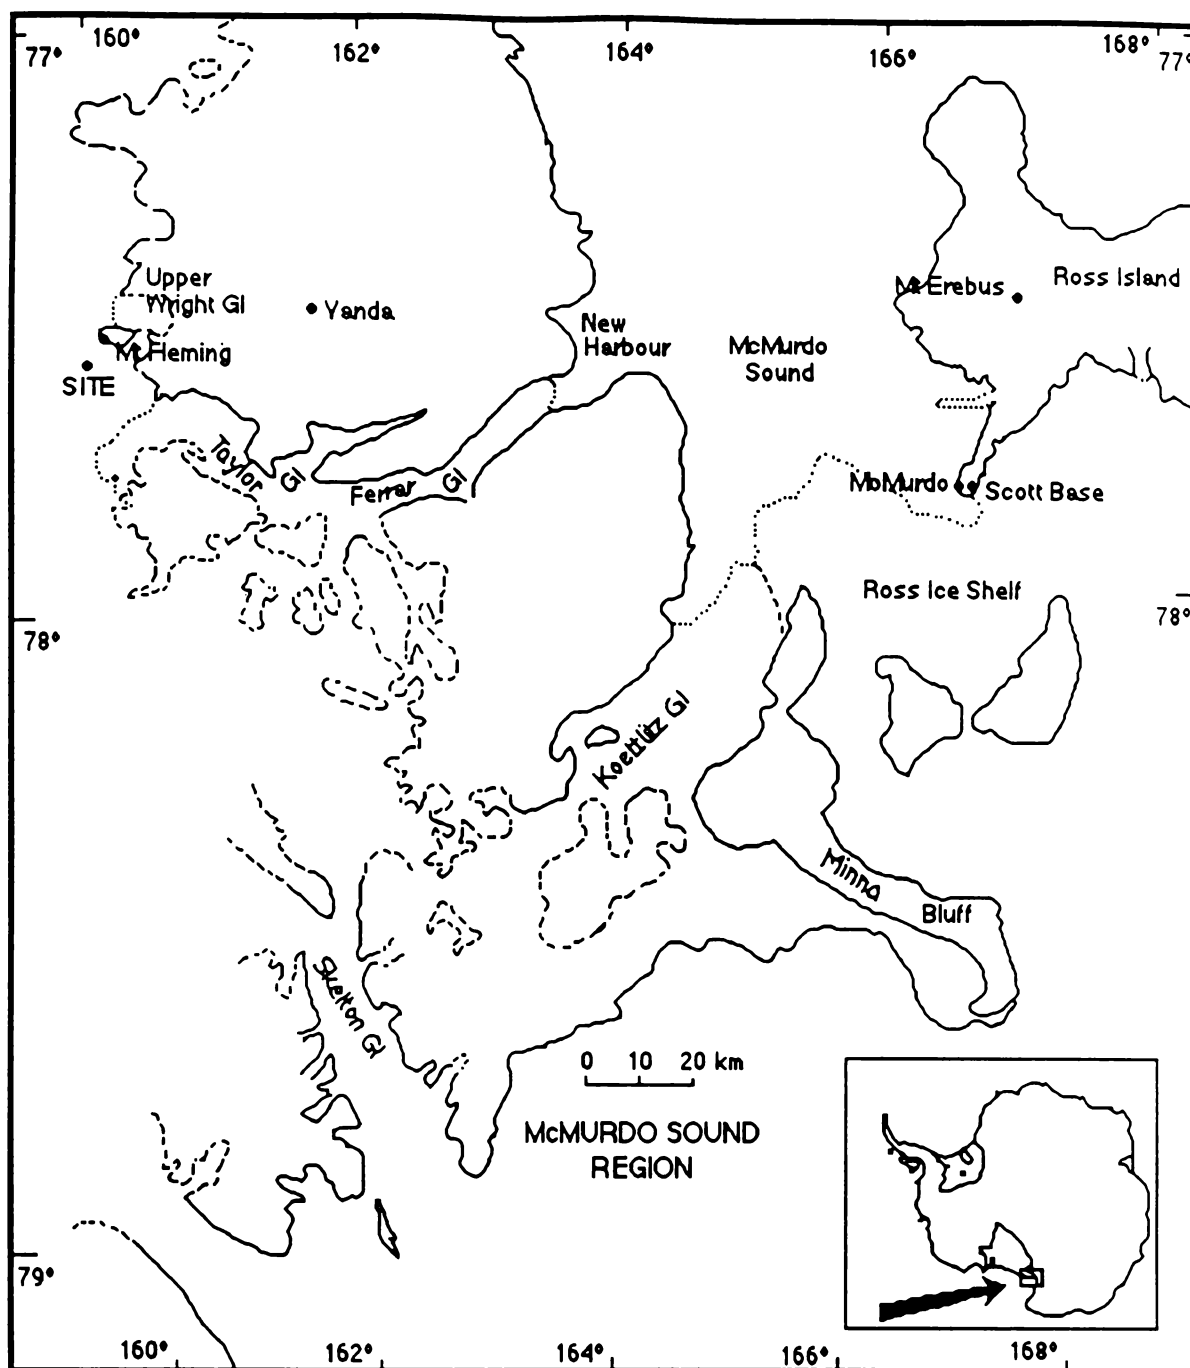 160°
162°
164°
166°
168°
77°
77°
Upper
Wright Gl
Vanda
Mt Fleming
SITE
New
Harbour
McMurdo
Sound
Mt Erebus
Ross Island
Taylor Gl
Ferrar Gl
McMurdo
Scott Base
Ross Ice Shelf
78°
78°
Koettlitz Gl
Minna
Bluff
Skelton Gl
0 10 20 km
McMURDO SOUND
REGION
79°
160°
162°
164°
166°
168°